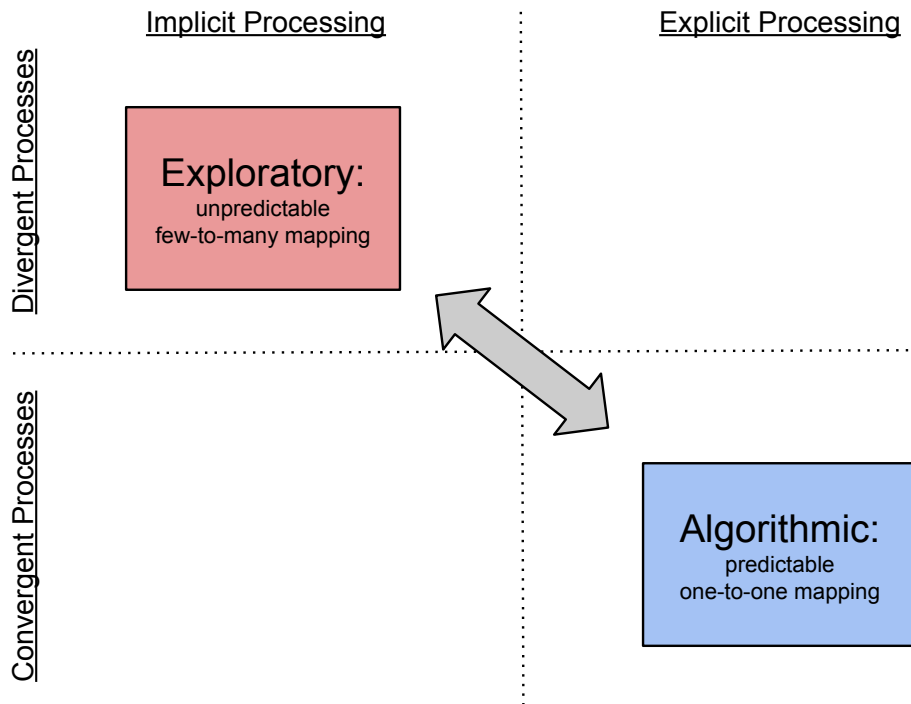 Implicit Processing
Explicit Processing
Divergent Processes
Exploratory:
unpredictable
few-to-many mapping
Convergent Processes
Algorithmic:
predictable
one-to-one mapping